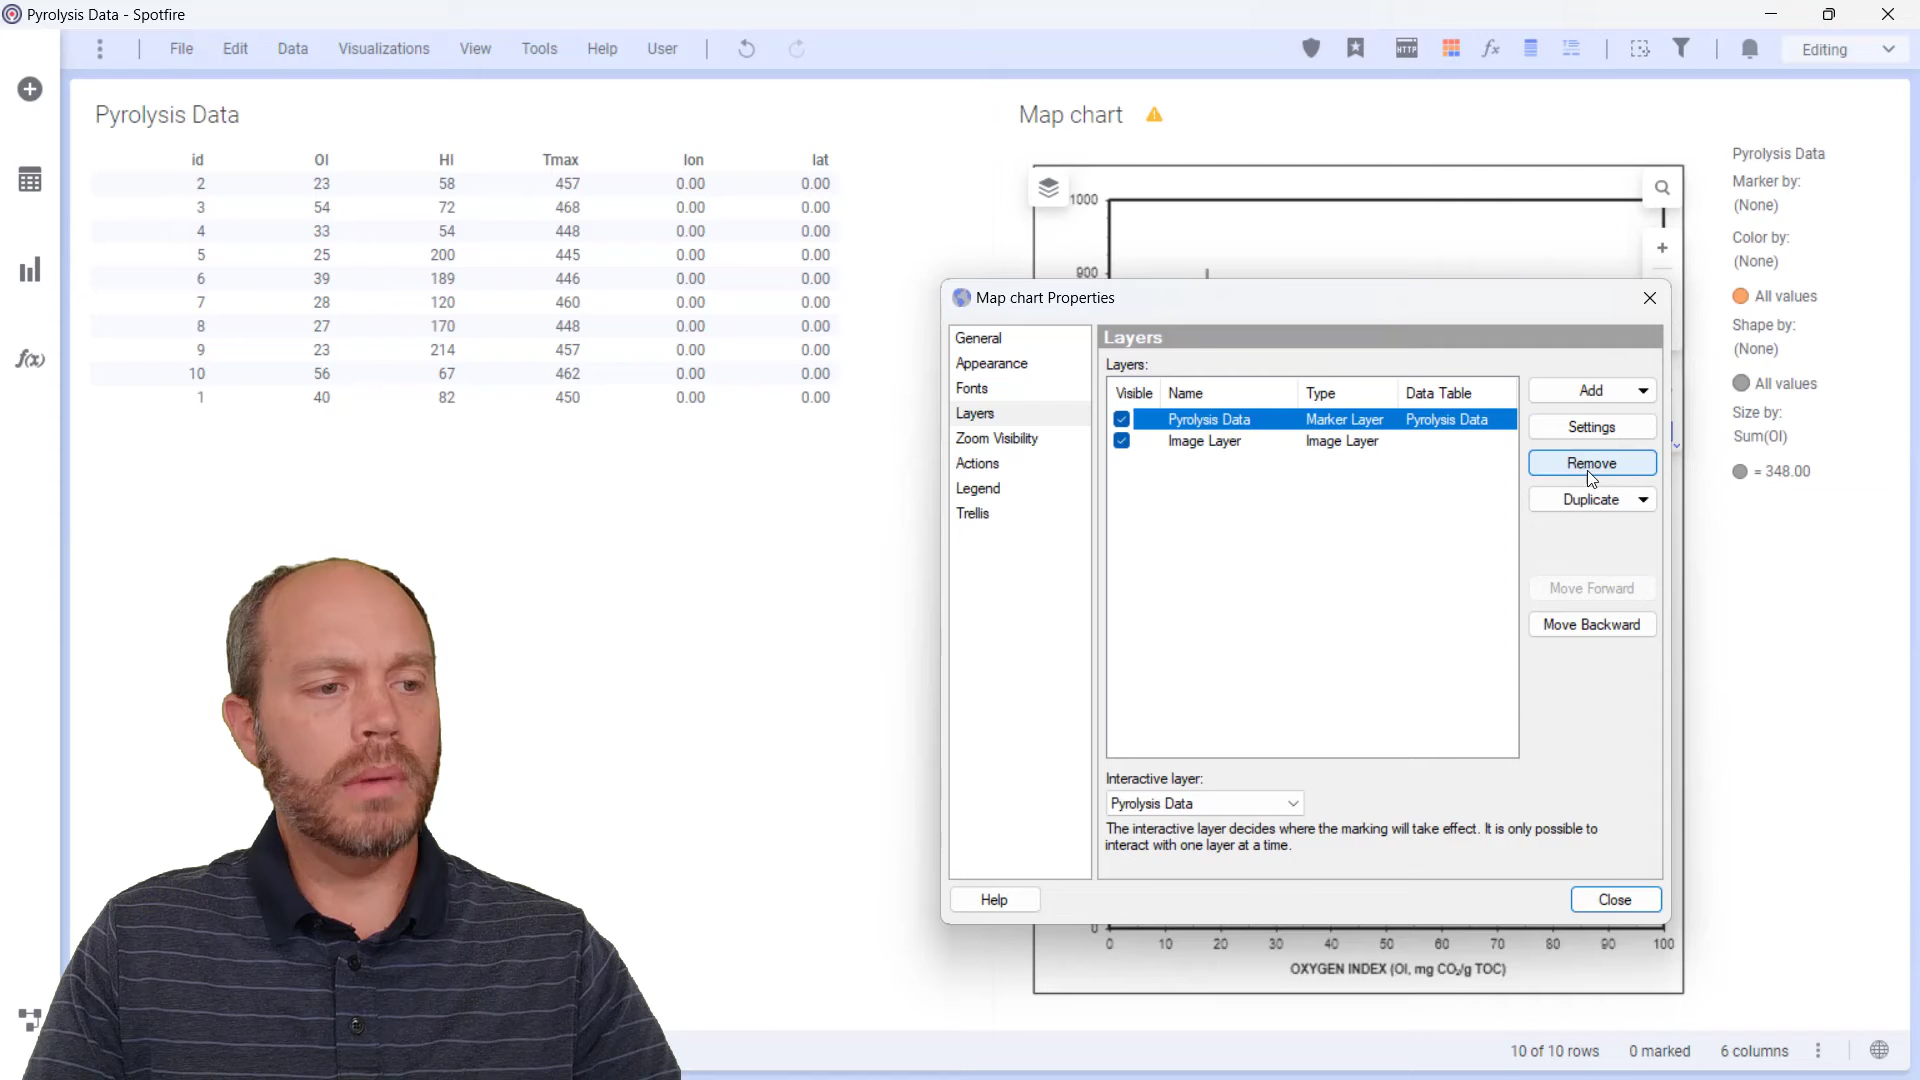 Pyrolysis Data - Spotfire
File Edit Data Visualizations View Tools Help User HTTP fx Editing
Pyrolysis Data
id OI HI Tmax lon lat
2 23 58 457 0.00 0.00
3 54 72 468 0.00 0.00
4 33 54 448 0.00 0.00
5 25 200 445 0.00 0.00
6 39 189 446 0.00 0.00
7 28 120 460 0.00 0.00
8 27 170 448 0.00 0.00
9 23 214 457 0.00 0.00
10 56 67 462 0.00 0.00
1 40 82 450 0.00 0.00
f(x)
Map chart
1000
900
Map chart Properties
General
Appearance
Fonts
Layers
Zoom Visibility
Actions
Legend
Trellis
Layers
Layers:
Visible Name Type Data Table
Pyrolysis Data Marker Layer Pyrolysis Data
Image Layer Image Layer
Add
Settings
Remove
Duplicate
Move Forward
Move Backward
Interactive layer:
Pyrolysis Data
The interactive layer decides where the marking will take effect. It is only possible to
interact with one layer at a time.
Help Close
0
0 10 20 30 40 50 60 70 80 90 100
OXYGEN INDEX (OI, mg CO₂/g TOC)
Pyrolysis Data
Marker by:
(None)
Color by:
(None)
All values
Shape by:
(None)
All values
Size by:
Sum(OI)
= 348.00
10 of 10 rows 0 marked 6 columns